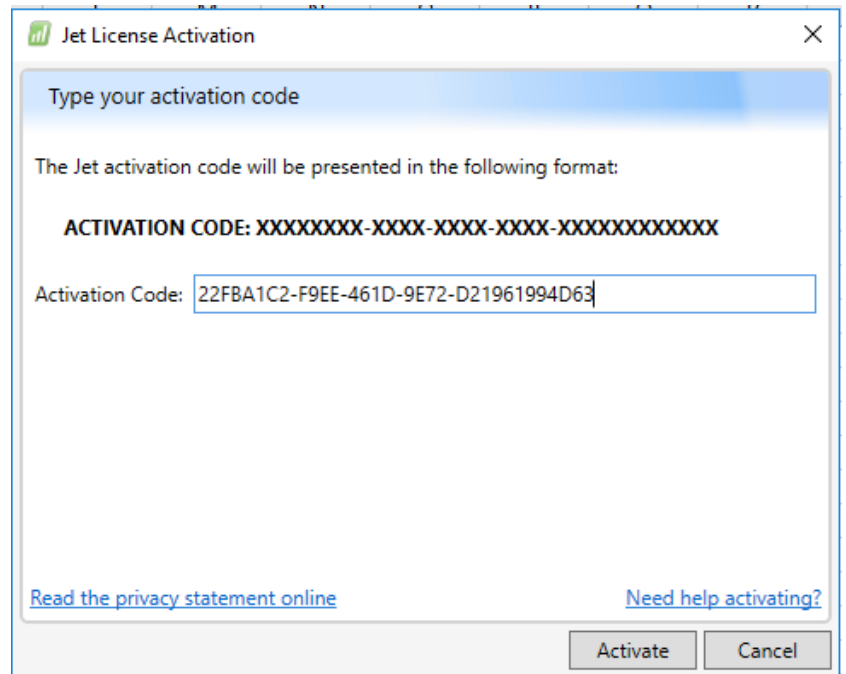 Jet License Activation
Type your activation code
The Jet activation code will be presented in the following format:
ACTIVATION CODE: XXXXXXXX-XXXX-XXXX-XXXX-XXXXXXXXXXXX
Activation Code: 22FBA1C2-F9EE-461D-9E72-D21961994D63
Read the privacy statement online
Need help activating?
Activate
Cancel